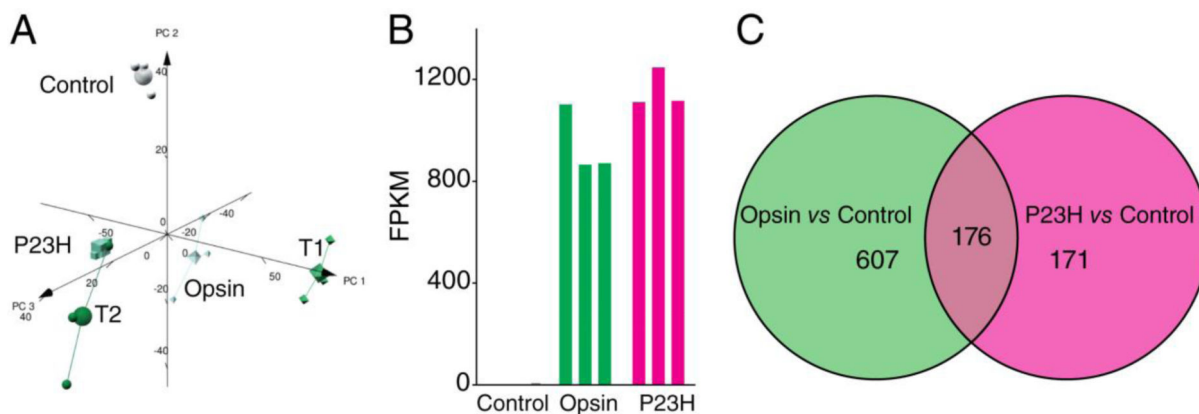 A
PC 2
40
Control
20
0
-40
-50
-20
P23H
0
0
T1
20
50
PC 1
-20
Opsin
PC 3
40
T2
-40
B
FPKM
1200
800
400
0
Control Opsin P23H
C
Opsin vs Control
607
176
P23H vs Control
171